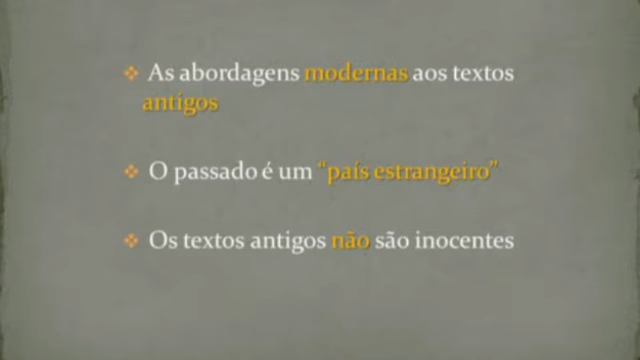 As abordagens modernas aos textos
antigos
O passado é um “país estrangeiro”
Os textos antigos não são inocentes